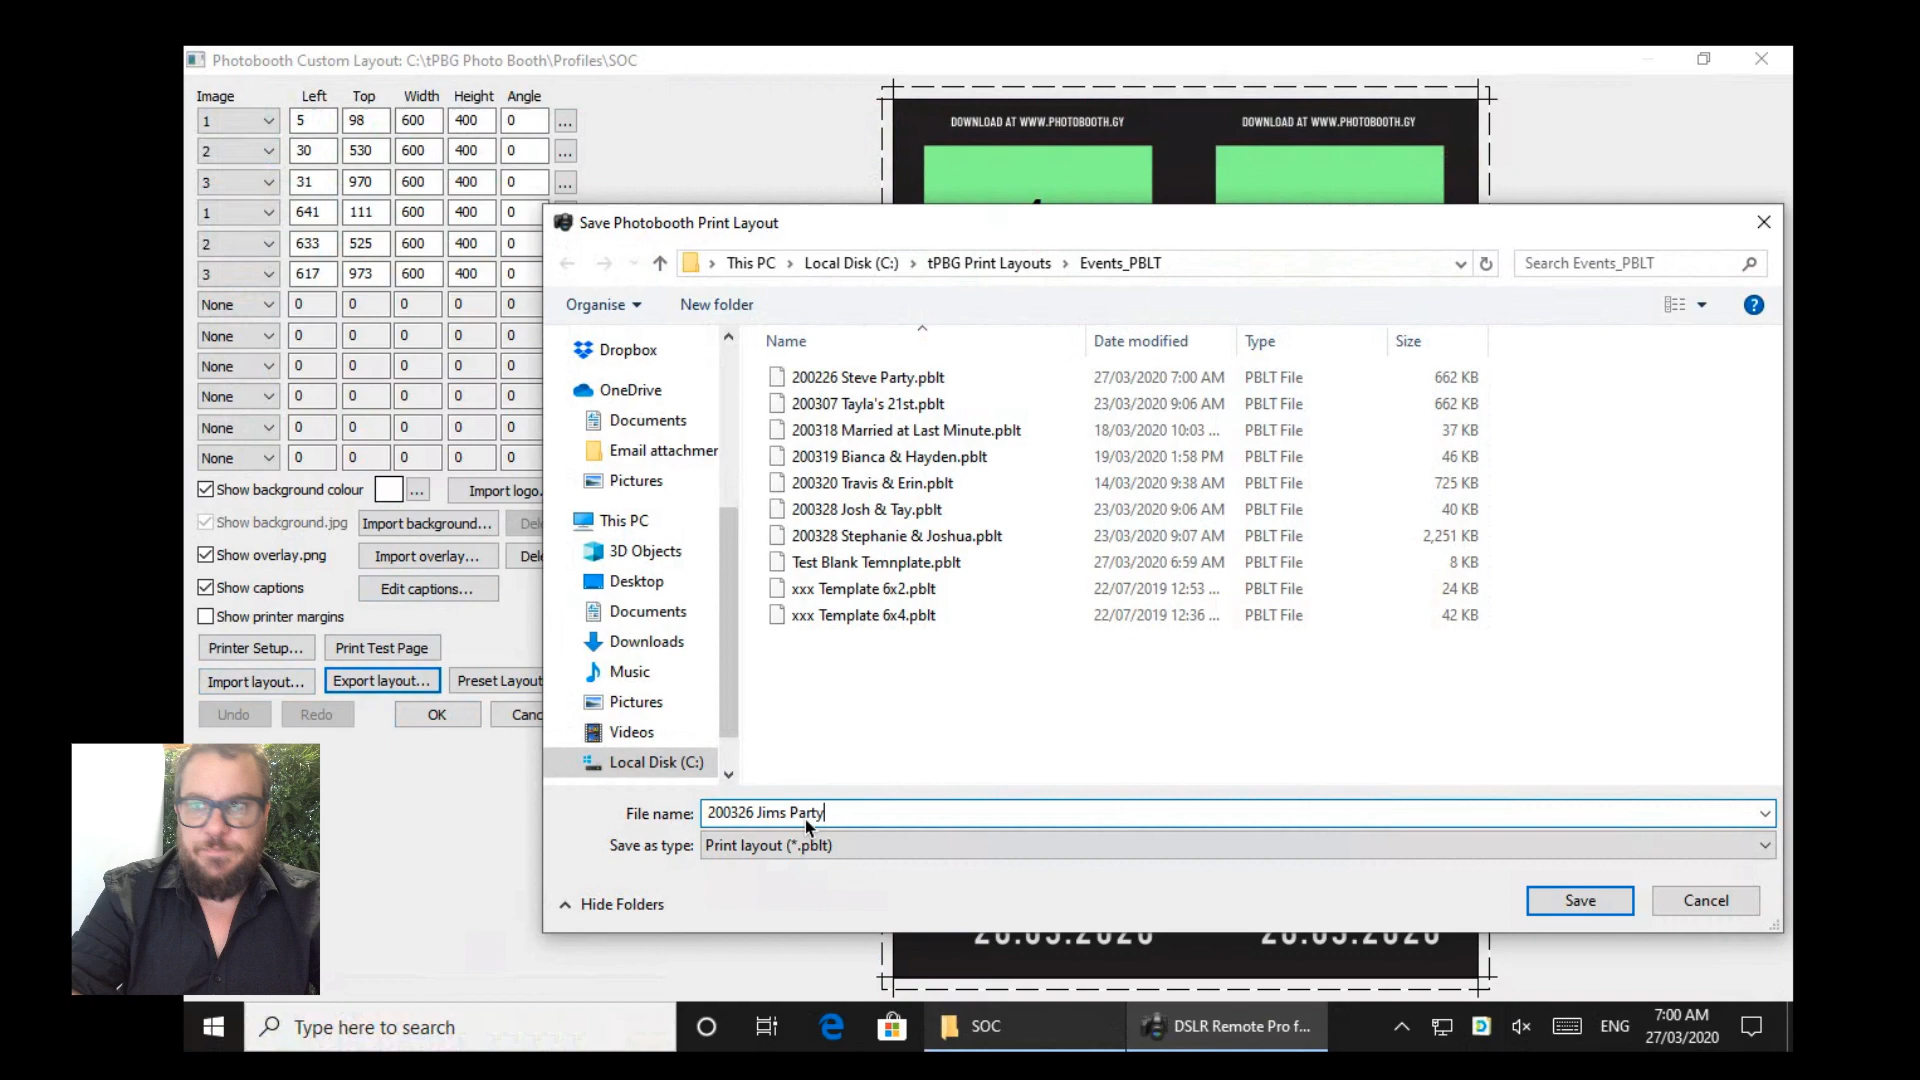 Photobooth Custom Layout: C:\tPBG Photo Booth\Profiles\SOC
Image Left Top Width Height Angle
1 5 98 600 400 0 ...
2 30 530 600 400 0 ...
3 31 970 600 400 0 ...
1 641 111 600 400 0
2 633 525 600 400 0
3 617 973 600 400 0
None 0 0 0 0 0
None 0 0 0 0 0
None 0 0 0 0 0
None 0 0 0 0 0
None 0 0 0 0 0
None 0 0 0 0 0
Show background colour ... Import logo.
Show background.jpg Import background... Del
Show overlay.png Import overlay... Dele
Show captions Edit captions...
Show printer margins
Printer Setup... Print Test Page
Import layout... Export layout... Preset Layout
Undo Redo OK Canc
DOWNLOAD AT WWW.PHOTOBOOTH.GY DOWNLOAD AT WWW.PHOTOBOOTH.GY
Save Photobooth Print Layout
This PC > Local Disk (C:) > tPBG Print Layouts > Events_PBLT
Search Events_PBLT
Organise New folder
Dropbox
OneDrive
Documents
Email attachmer
Pictures
This PC
3D Objects
Desktop
Documents
Downloads
Music
Pictures
Videos
Local Disk (C:)
Name Date modified Type Size
200226 Steve Party.pblt 27/03/2020 7:00 AM PBLT File 662 KB
200307 Tayla's 21st.pblt 23/03/2020 9:06 AM PBLT File 662 KB
200318 Married at Last Minute.pblt 18/03/2020 10:03 ... PBLT File 37 KB
200319 Bianca & Hayden.pblt 19/03/2020 1:58 PM PBLT File 46 KB
200320 Travis & Erin.pblt 14/03/2020 9:38 AM PBLT File 725 KB
200328 Josh & Tay.pblt 23/03/2020 9:06 AM PBLT File 40 KB
200328 Stephanie & Joshua.pblt 23/03/2020 9:07 AM PBLT File 2,251 KB
Test Blank Temnplate.pblt 27/03/2020 6:59 AM PBLT File 8 KB
xxx Template 6x2.pblt 22/07/2019 12:53 ... PBLT File 24 KB
xxx Template 6x4.pblt 22/07/2019 12:36 ... PBLT File 42 KB
File name: 200326 Jims Party
Save as type: Print layout (*.pblt)
Hide Folders Save Cancel
26.03.2020 26.03.2020
Type here to search
SOC
DSLR Remote Pro f...
ENG
7:00 AM
27/03/2020